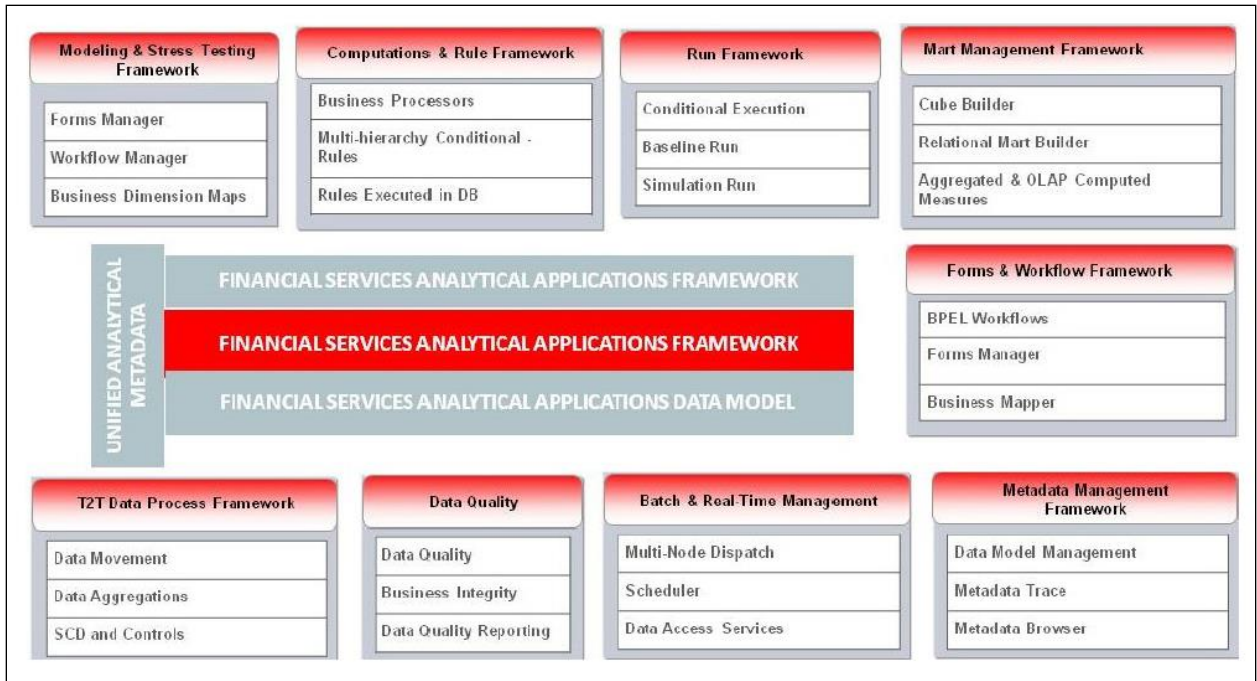 Modeling & Stress Testing
Framework
Forms Manager
Workflow Manager
Business Dimension Maps
Computations & Rule Framework
Business Processors
Multi-hierarchy Conditional -
Rules
Rules Executed in DB
Run Framework
Conditional Execution
Baseline Run
Simulation Run
Mart Management Framework
Cube Builder
Relational Mart Builder
Aggregated & OLAP Computed
Measures
UNIFIED ANALYTICAL
METADATA
FINANCIAL SERVICES ANALYTICAL APPLICATIONS FRAMEWORK
FINANCIAL SERVICES ANALYTICAL APPLICATIONS FRAMEWORK
FINANCIAL SERVICES ANALYTICAL APPLICATIONS DATA MODEL
Forms & Workflow Framework
BPEL Workflows
Forms Manager
Business Mapper
T2T Data Process Framework
Data Movement
Data Aggregations
SCD and Controls
Data Quality
Data Quality
Business Integrity
Data Quality Reporting
Batch & Real-Time Management
Multi-Node Dispatch
Scheduler
Data Access Services
Metadata Management
Framework
Data Model Management
Metadata Trace
Metadata Browser